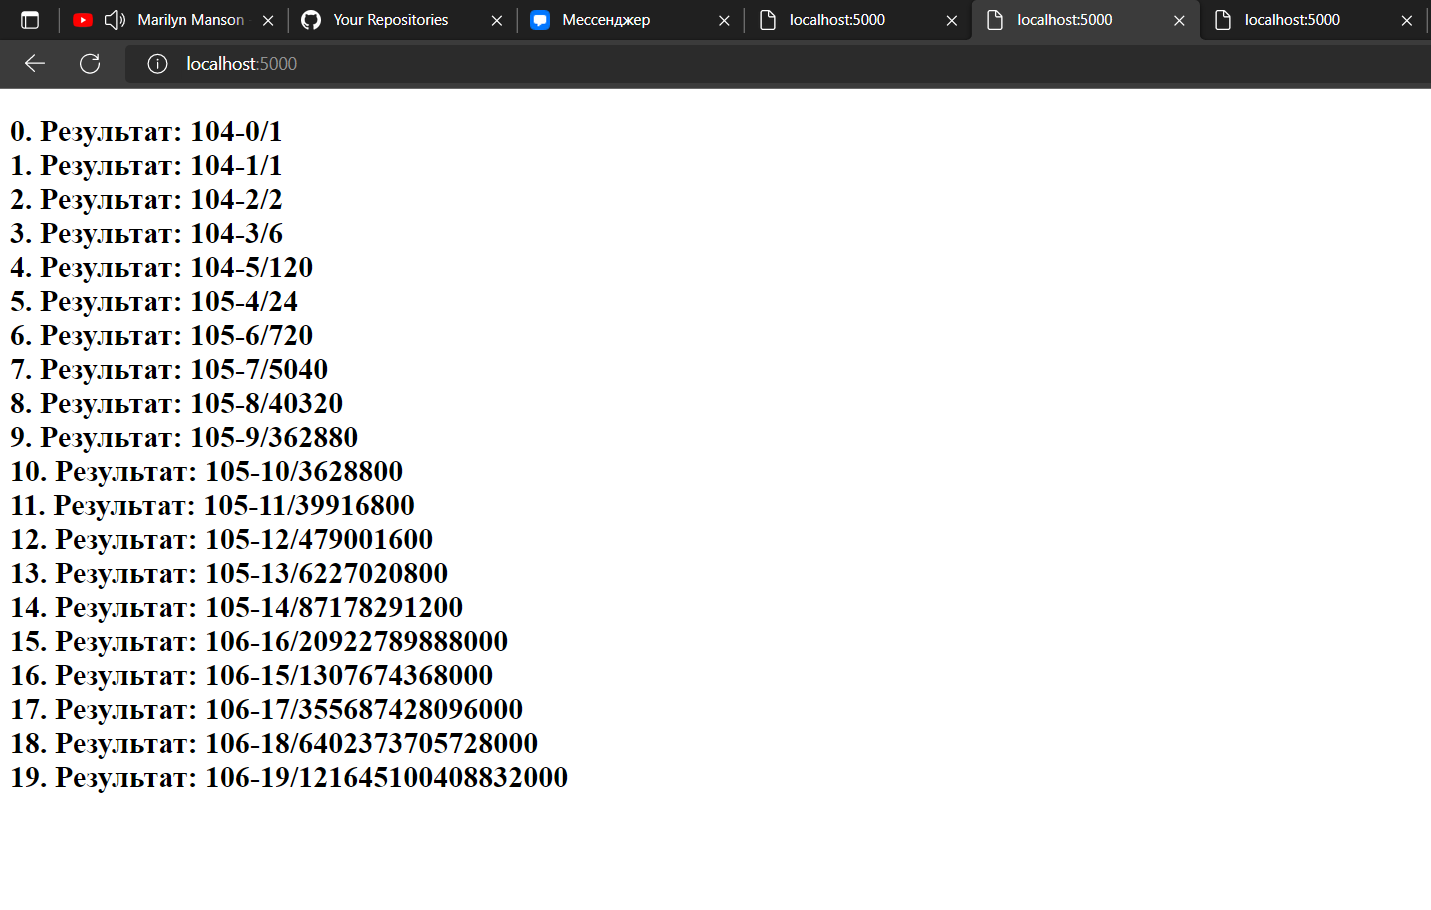 Marilyn Manson
Your Repositories
Мессенджер
localhost:5000
localhost:5000
localhost:5000
localhost:5000
0. Результат: 104-0/1
1. Результат: 104-1/1
2. Результат: 104-2/2
3. Результат: 104-3/6
4. Результат: 104-5/120
5. Результат: 105-4/24
6. Результат: 105-6/720
7. Результат: 105-7/5040
8. Результат: 105-8/40320
9. Результат: 105-9/362880
10. Результат: 105-10/3628800
11. Результат: 105-11/39916800
12. Результат: 105-12/479001600
13. Результат: 105-13/6227020800
14. Результат: 105-14/87178291200
15. Результат: 106-16/20922789888000
16. Результат: 106-15/1307674368000
17. Результат: 106-17/355687428096000
18. Результат: 106-18/6402373705728000
19. Результат: 106-19/121645100408832000